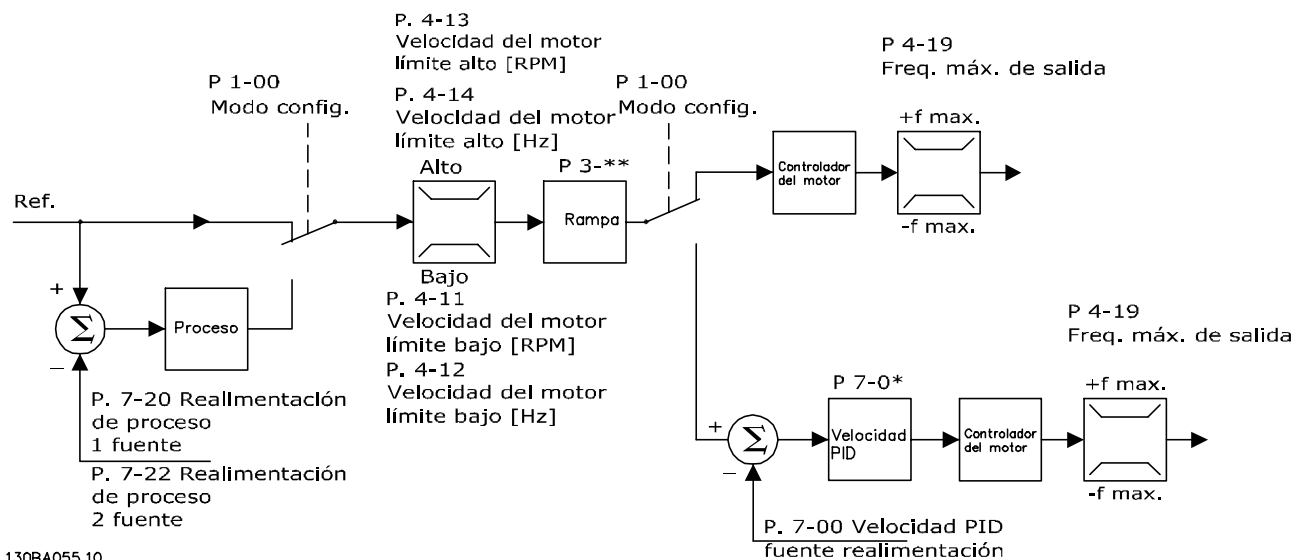 P. 4-13
Velocidad del motor
límite alto [RPM]
P. 4-14
Velocidad del motor
límite alto [Hz]
Alto
P 1-00
Modo config.
P 1-00
Modo config.
P 4-19
Freq. máx. de salida
+f max.
-f max.
P 3-**
Rampa
Controlador
del motor
Ref.
+
Σ
−
Proceso
Bajo
P. 4-11
Velocidad del motor
límite bajo [RPM]
P. 4-12
Velocidad del motor
límite bajo [Hz]
P. 7-20 Realimentación
de proceso
1 fuente
P. 7-22 Realimentación
de proceso
2 fuente
P 4-19
Freq. máx. de salida
+f max.
-f max.
P 7-0*
+
Σ
−
Velocidad
PID
Controlador
del motor
P. 7-00 Velocidad PID
fuente realimentación
130BA055.10